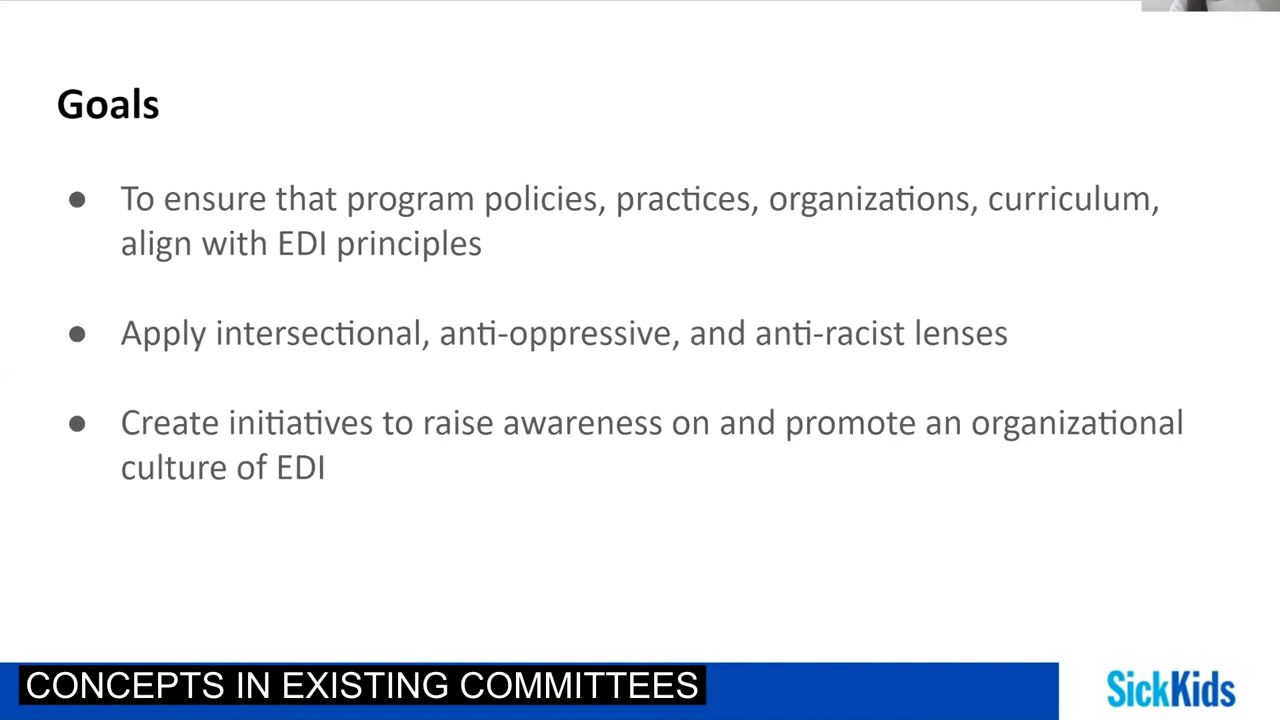 Goals
● To ensure that program policies, practices, organizations, curriculum,
align with EDI principles
● Apply intersectional, anti-oppressive, and anti-racist lenses
● Create initiatives to raise awareness on and promote an organizational
culture of EDI
CONCEPTS IN EXISTING COMMITTEES
SickKids